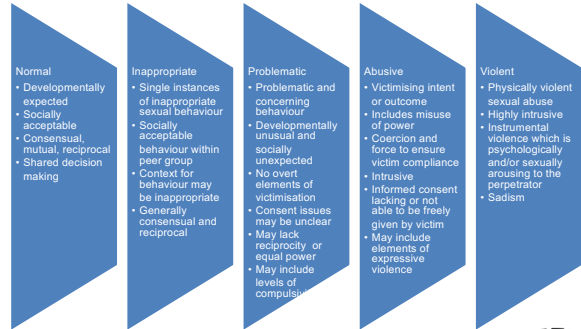 Normal
• Developmentally
expected
• Socially
acceptable
• Consensual,
mutual, reciprocal
• Shared decision
making
Inappropriate
• Single instances
of inappropriate
sexual behaviour
• Socially
acceptable
behaviour within
peer group
• Context for
behaviour may
be inappropriate
• Generally
consensual and
reciprocal
Problematic
• Problematic and
concerning
behaviour
• Developmentally
unusual and
socially
unexpected
• No overt
elements of
victimisation
• Consent issues
may be unclear
• May lack
reciprocity or
equal power
• May include
levels of
compulsivi
Abusive
• Victimising intent
or outcome
• Includes misuse
of power
• Coercion and
force to ensure
victim compliance
• Intrusive
• Informed consent
lacking or not
able to be freely
given by victim
• May include
elements of
expressive
violence
Violent
• Physically violent
sexual abuse
• Highly intrusive
• Instrumental
violence which is
psychologically
and/or sexually
arousing to the
perpetrator
• Sadism